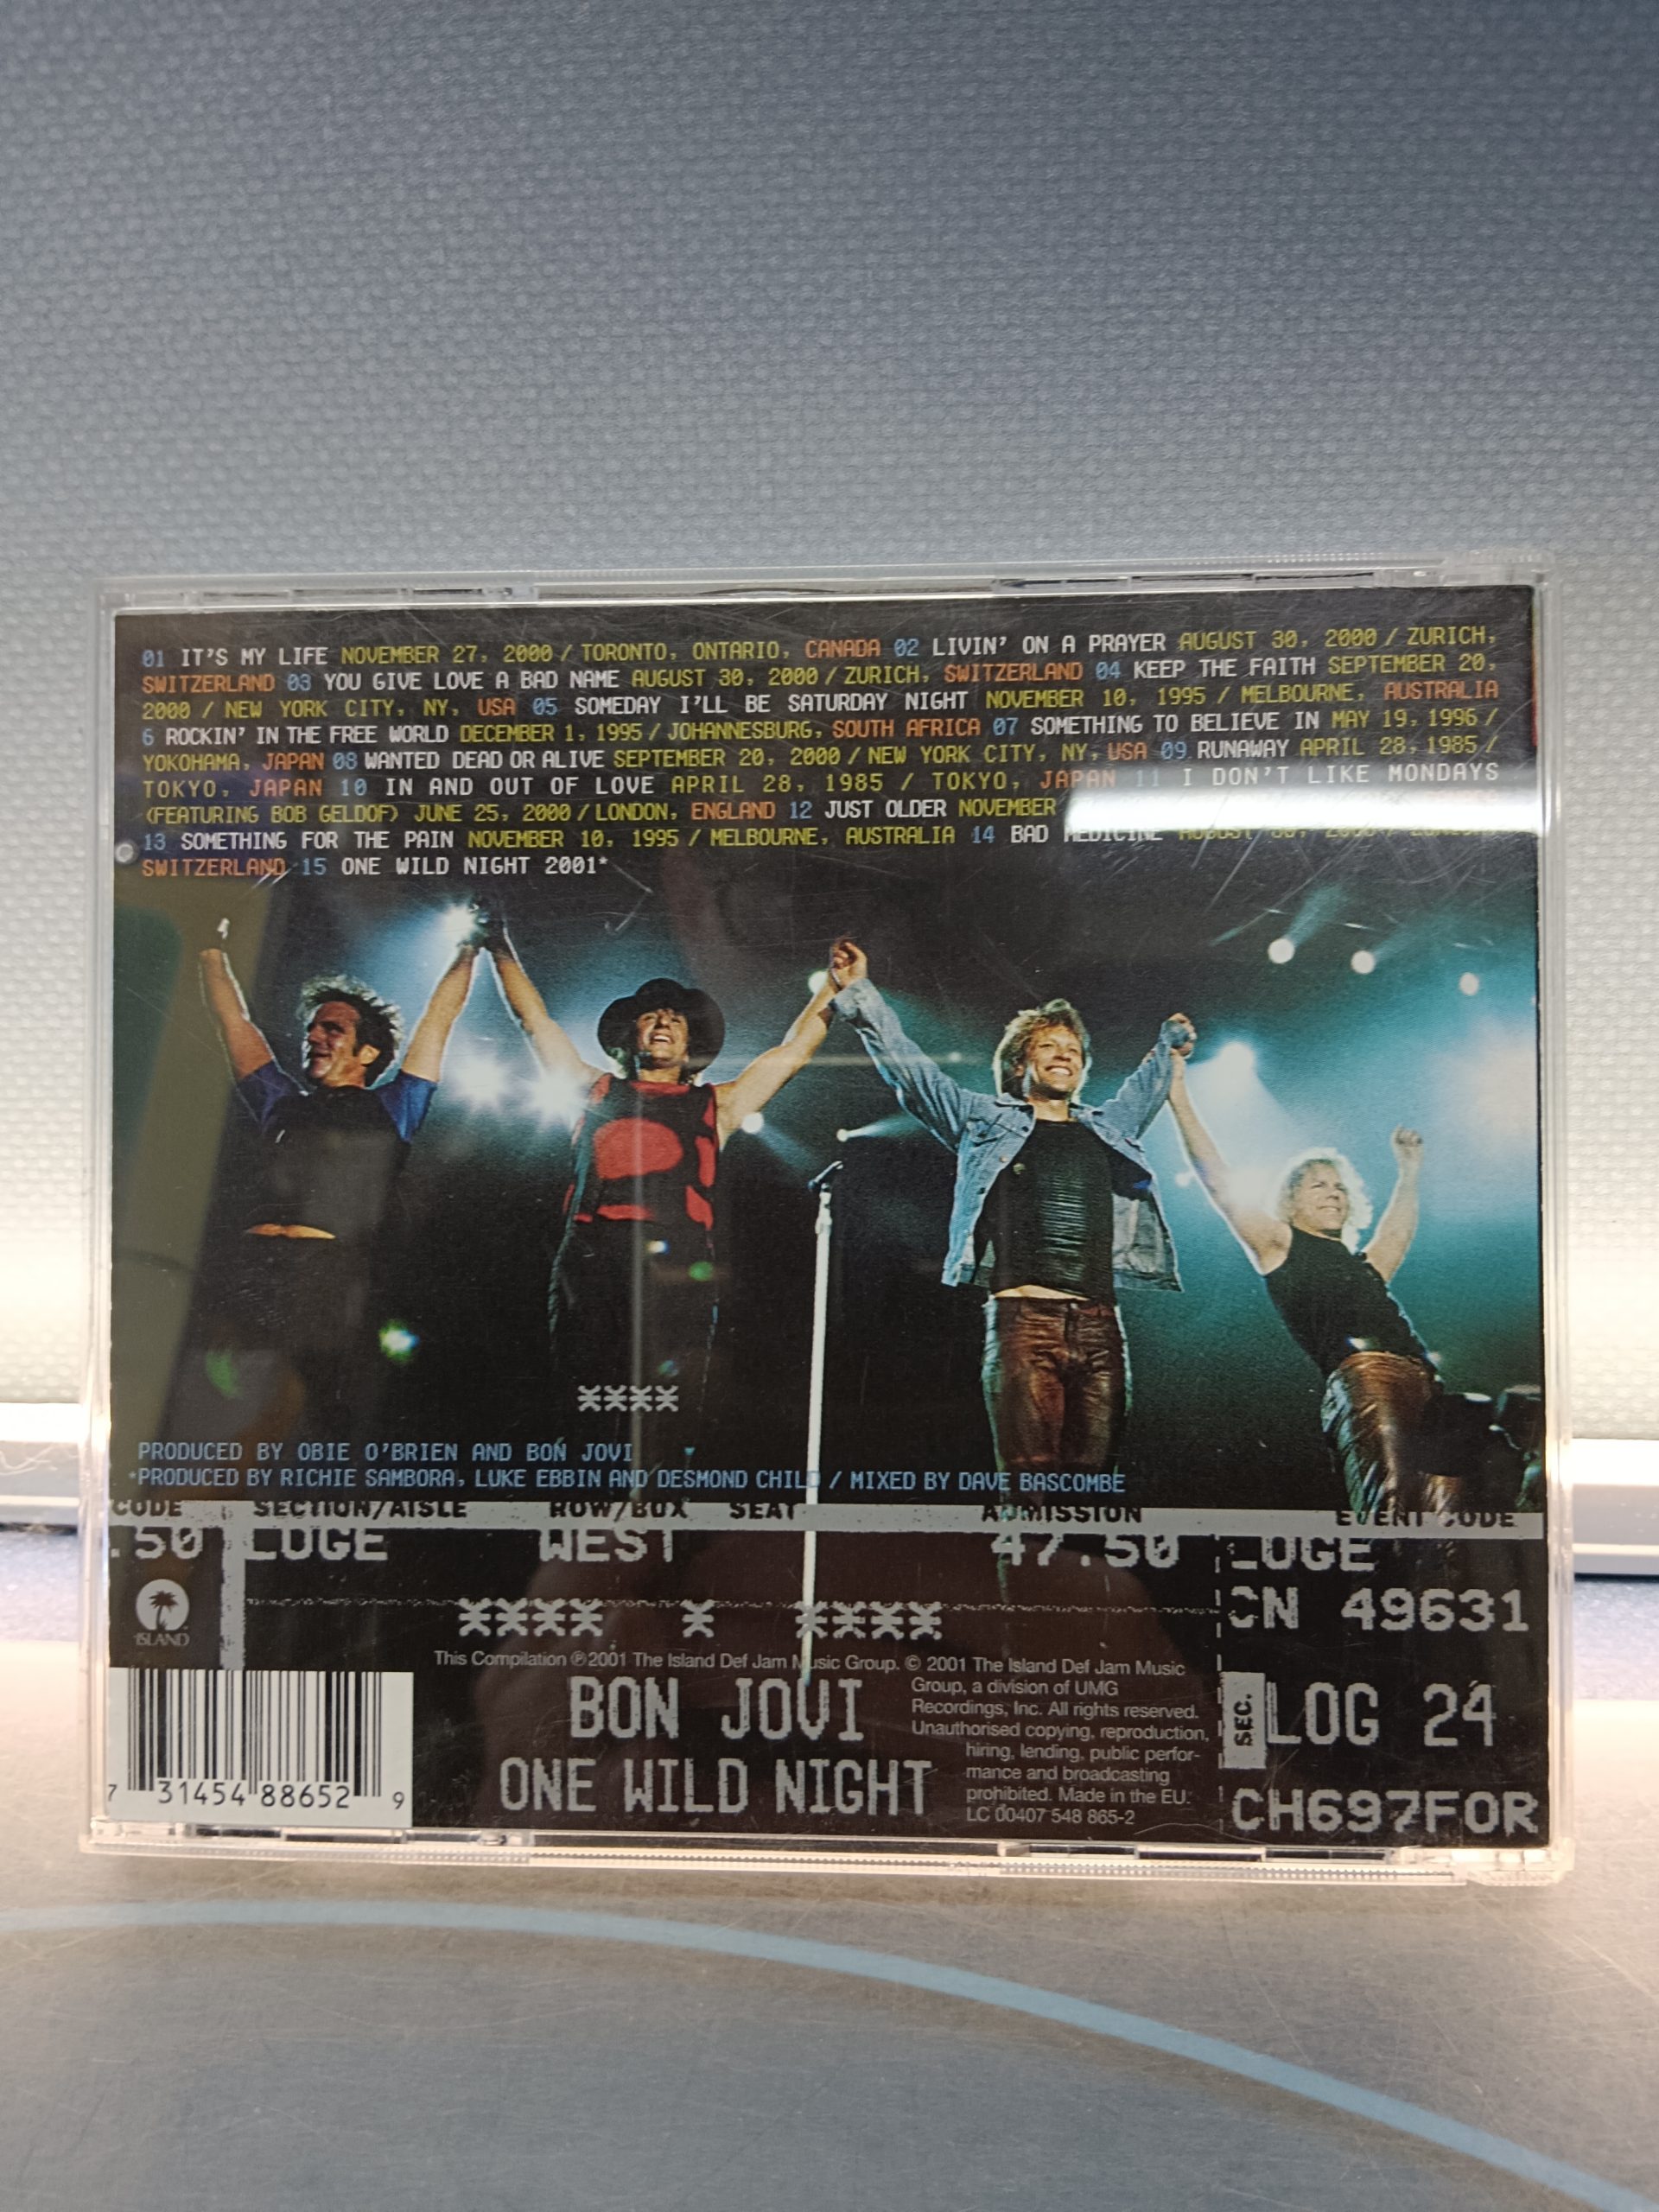 01 IT'S MY LIFE NOVEMBER 27, 2000 / TORONTO, ONTARIO, CANADA 02 LIVIN' ON A PRAYER AUGUST 30, 2000 / ZURICH,
SWITZERLAND 03 YOU GIVE LOVE A BAD NAME AUGUST 30, 2000 / ZURICH, SWITZERLAND 04 KEEP THE FAITH SEPTEMBER 20,
2000 / NEW YORK CITY, NY, USA 05 SOMEDAY I'LL BE SATURDAY NIGHT NOVEMBER 10, 1995 / MELBOURNE, AUSTRALIA
6 ROCKIN' IN THE FREE WORLD DECEMBER 1, 1995 / JOHANNESBURG, SOUTH AFRICA 07 SOMETHING TO BELIEVE IN MAY 19, 1996 /
YOKOHAMA, JAPAN 08 WANTED DEAD OR ALIVE SEPTEMBER 20, 2000 / NEW YORK CITY, NY, USA 09 RUNAWAY APRIL 28, 1985 /
TOKYO, JAPAN 10 IN AND OUT OF LOVE APRIL 28, 1985 / TOKYO, JAPAN 11 I DON'T LIKE MONDAYS
(FEATURING BOB GELDOF) JUNE 25, 2000 / LONDON, ENGLAND 12 JUST OLDER NOVEMBER
13 SOMETHING FOR THE PAIN NOVEMBER 10, 1995 / MELBOURNE, AUSTRALIA 14 BAD MEDICINE AUGUST 30, 2000 / ZURICH,
SWITZERLAND 15 ONE WILD NIGHT 2001*
****
PRODUCED BY OBIE O'BRIEN AND BON JOVI
*PRODUCED BY RICHIE SAMBORA, LUKE EBBIN AND DESMOND CHILD / MIXED BY DAVE BASCOMBE
CODE SECTION/AISLE ROW/BOX SEAT ADMISSION EVENT CODE
.50 LOGE WEST 47.50 LOGE
CN 49631
**** * ****
ISLAND
This Compilation ℗ 2001 The Island Def Jam Music Group. © 2001 The Island Def Jam Music
Group, a division of UMG
Recordings, Inc. All rights reserved.
Unauthorised copying, reproduction,
hiring, lending, public perfor-
mance and broadcasting
prohibited. Made in the EU.
LC 00407 548 865-2
BON JOVI
ONE WILD NIGHT
SEC. LOG 24
CH697FOR
7 31454 88652 9